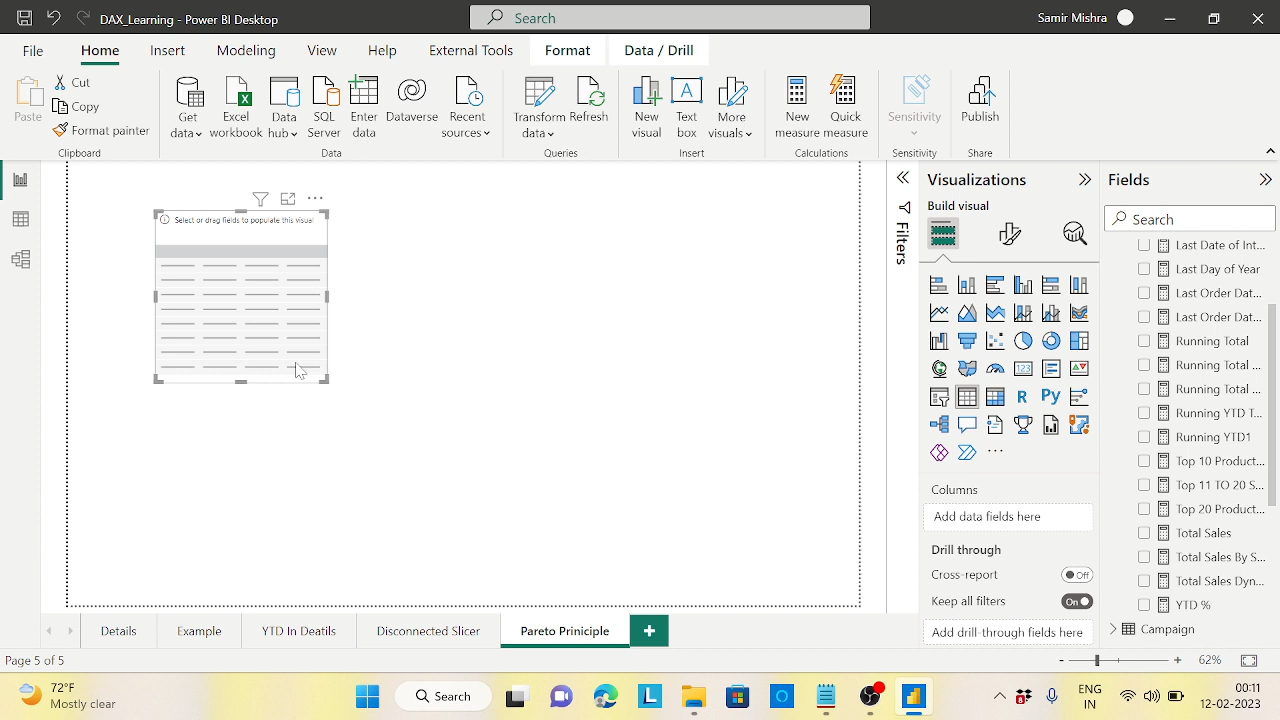 DAX_Learning - Power BI Desktop
Search
Samir Mishra
File
Home
Insert
Modeling
View
Help
External Tools
Format
Data / Drill
Paste
Cut
Copy
Format painter
Clipboard
Get data
Excel workbook
Data hub
SQL Server
Enter data
Dataverse
Recent sources
Data
Transform data
Refresh
Queries
New visual
Text box
More visuals
Insert
New measure
Quick measure
Calculations
Sensitivity
Sensitivity
Publish
Share
Select or drag fields to populate this visual
Filters
Visualizations
Build visual
123
R
Py
Columns
Add data fields here
Drill through
Cross-report
Off
Keep all filters
On
Add drill-through fields here
Fields
Search
Last Date of Int...
Last Day of Year
Last Order Dat...
Last Order Dat...
Running Total
Running Total ...
Running Total ...
Running YTD T...
Running YTD1
Top 10 Product...
Top 11 TO 20 S...
Top 20 Product...
Total Sales
Total Sales By S...
Total Sales Dyn...
YTD %
Campaign
Details
Example
YTD In Deatils
Disconnected Slicer
Pareto Priniciple
Page 5 of 5
- + 62%
72°F
Mostly clear
Search
ENG
IN
00:11
12-02-2023